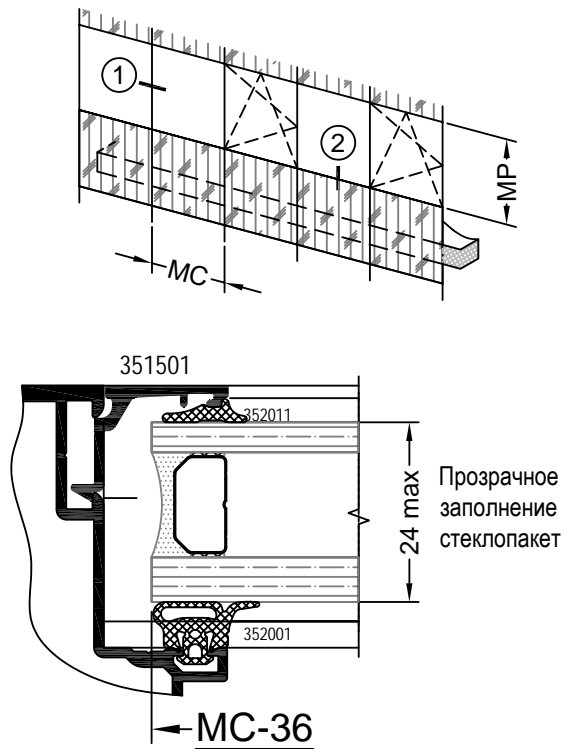 1
2
MP
MC
351501
352011
24 max
Прозрачное
заполнение
стеклопакет
352001
MC-36